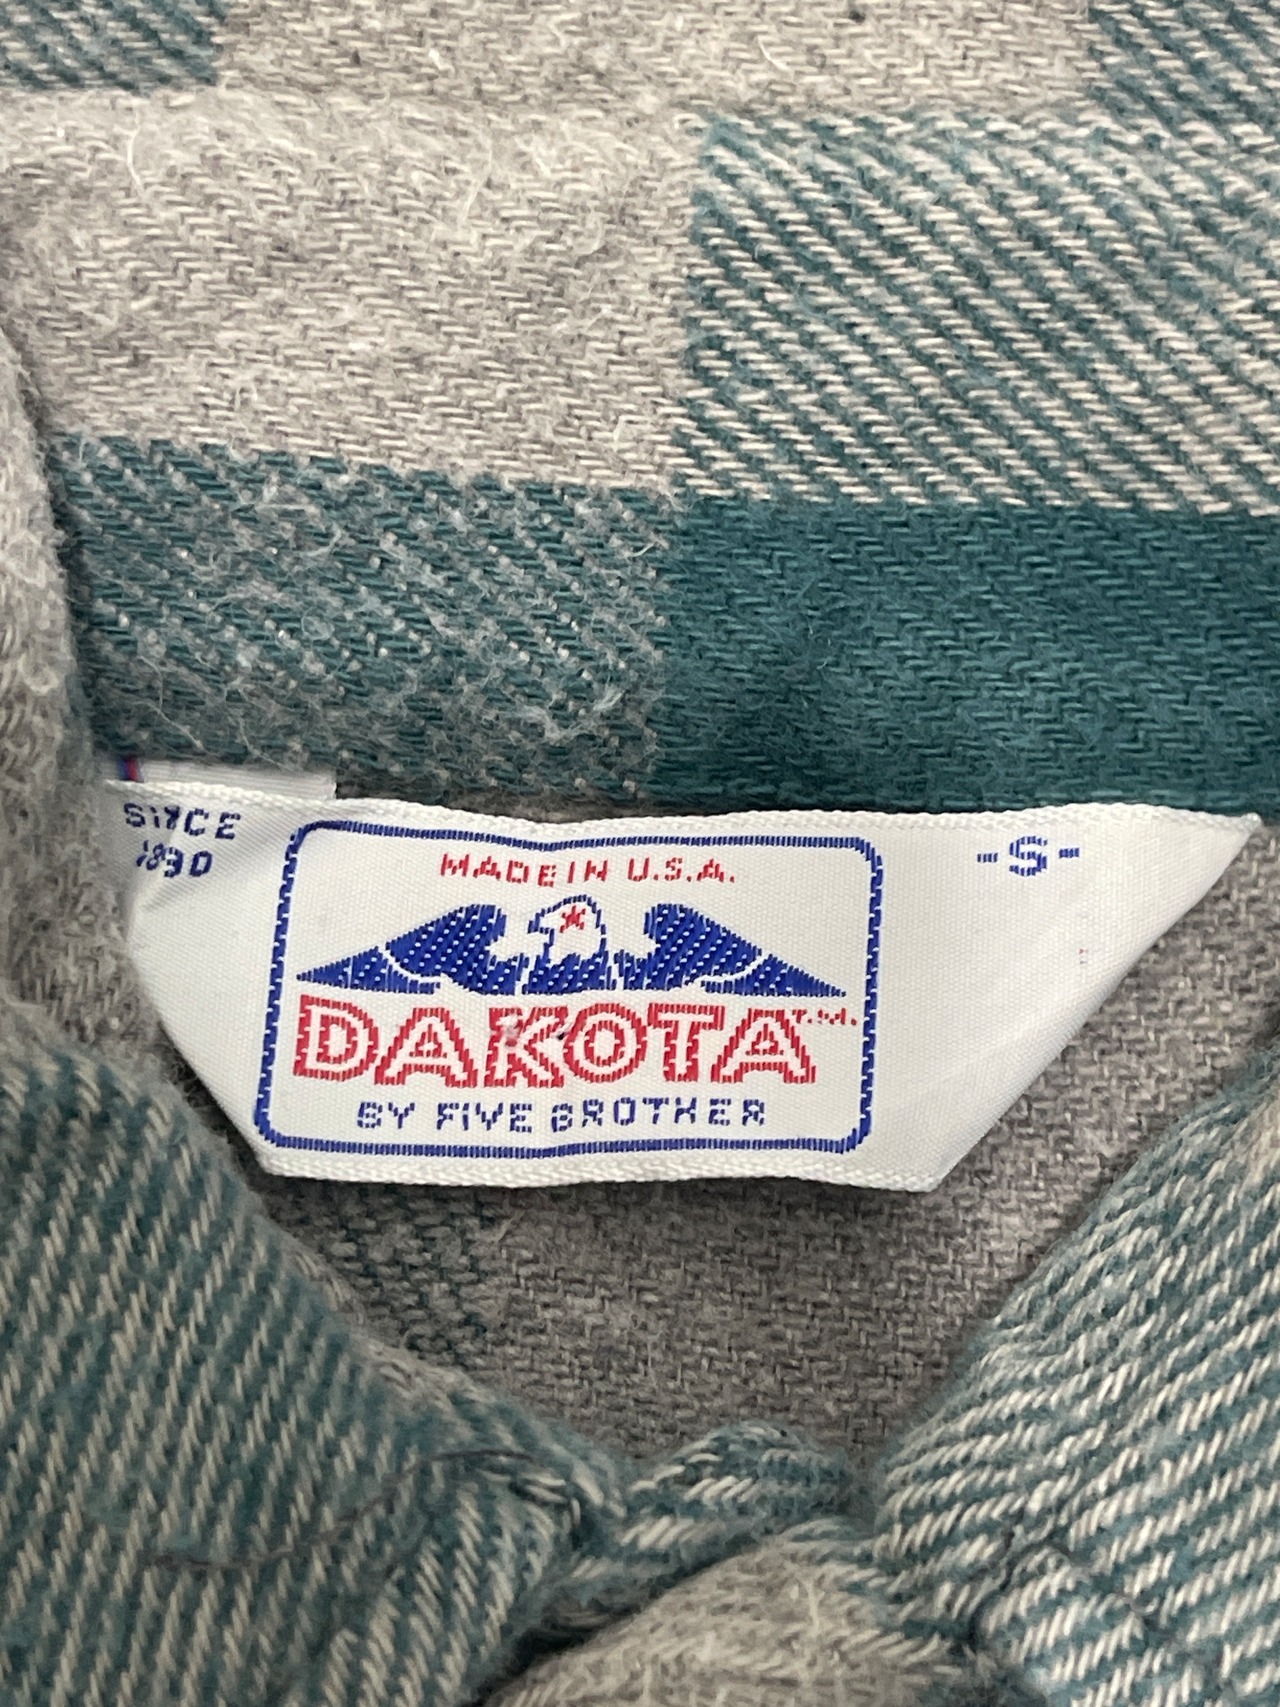 SINCE
1890
MADE IN U.S.A.
-S-
DAKOTA T.M.
BY FIVE BROTHER